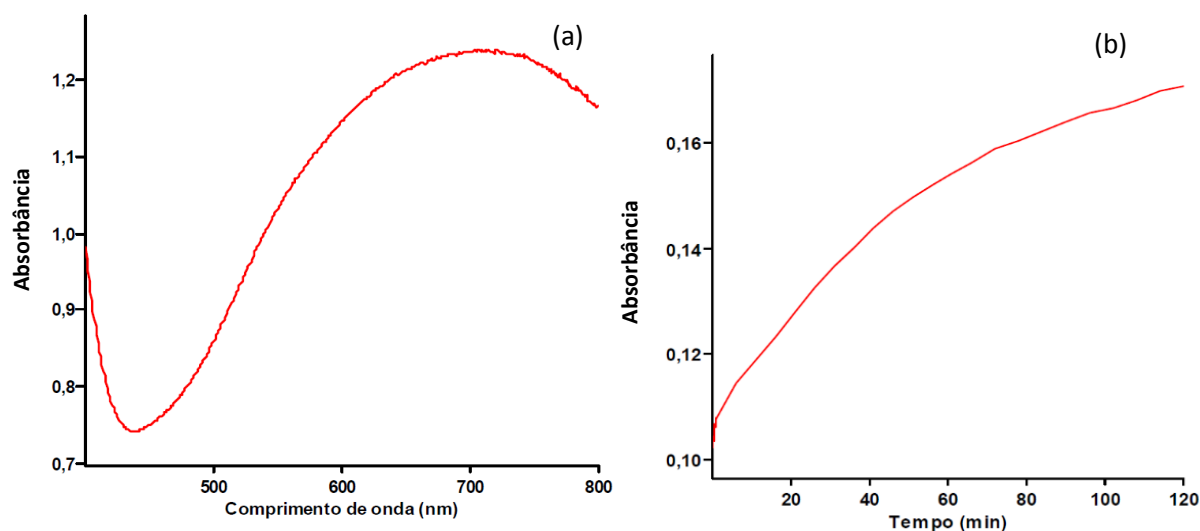 (a)
Absorbância
1,2
1,1
1,0
0,9
0,8
0,7
500 600 700 800
Comprimento de onda (nm)
(b)
Absorbância
0,16
0,14
0,12
0,10
20 40 60 80 100 120
Tempo (min)